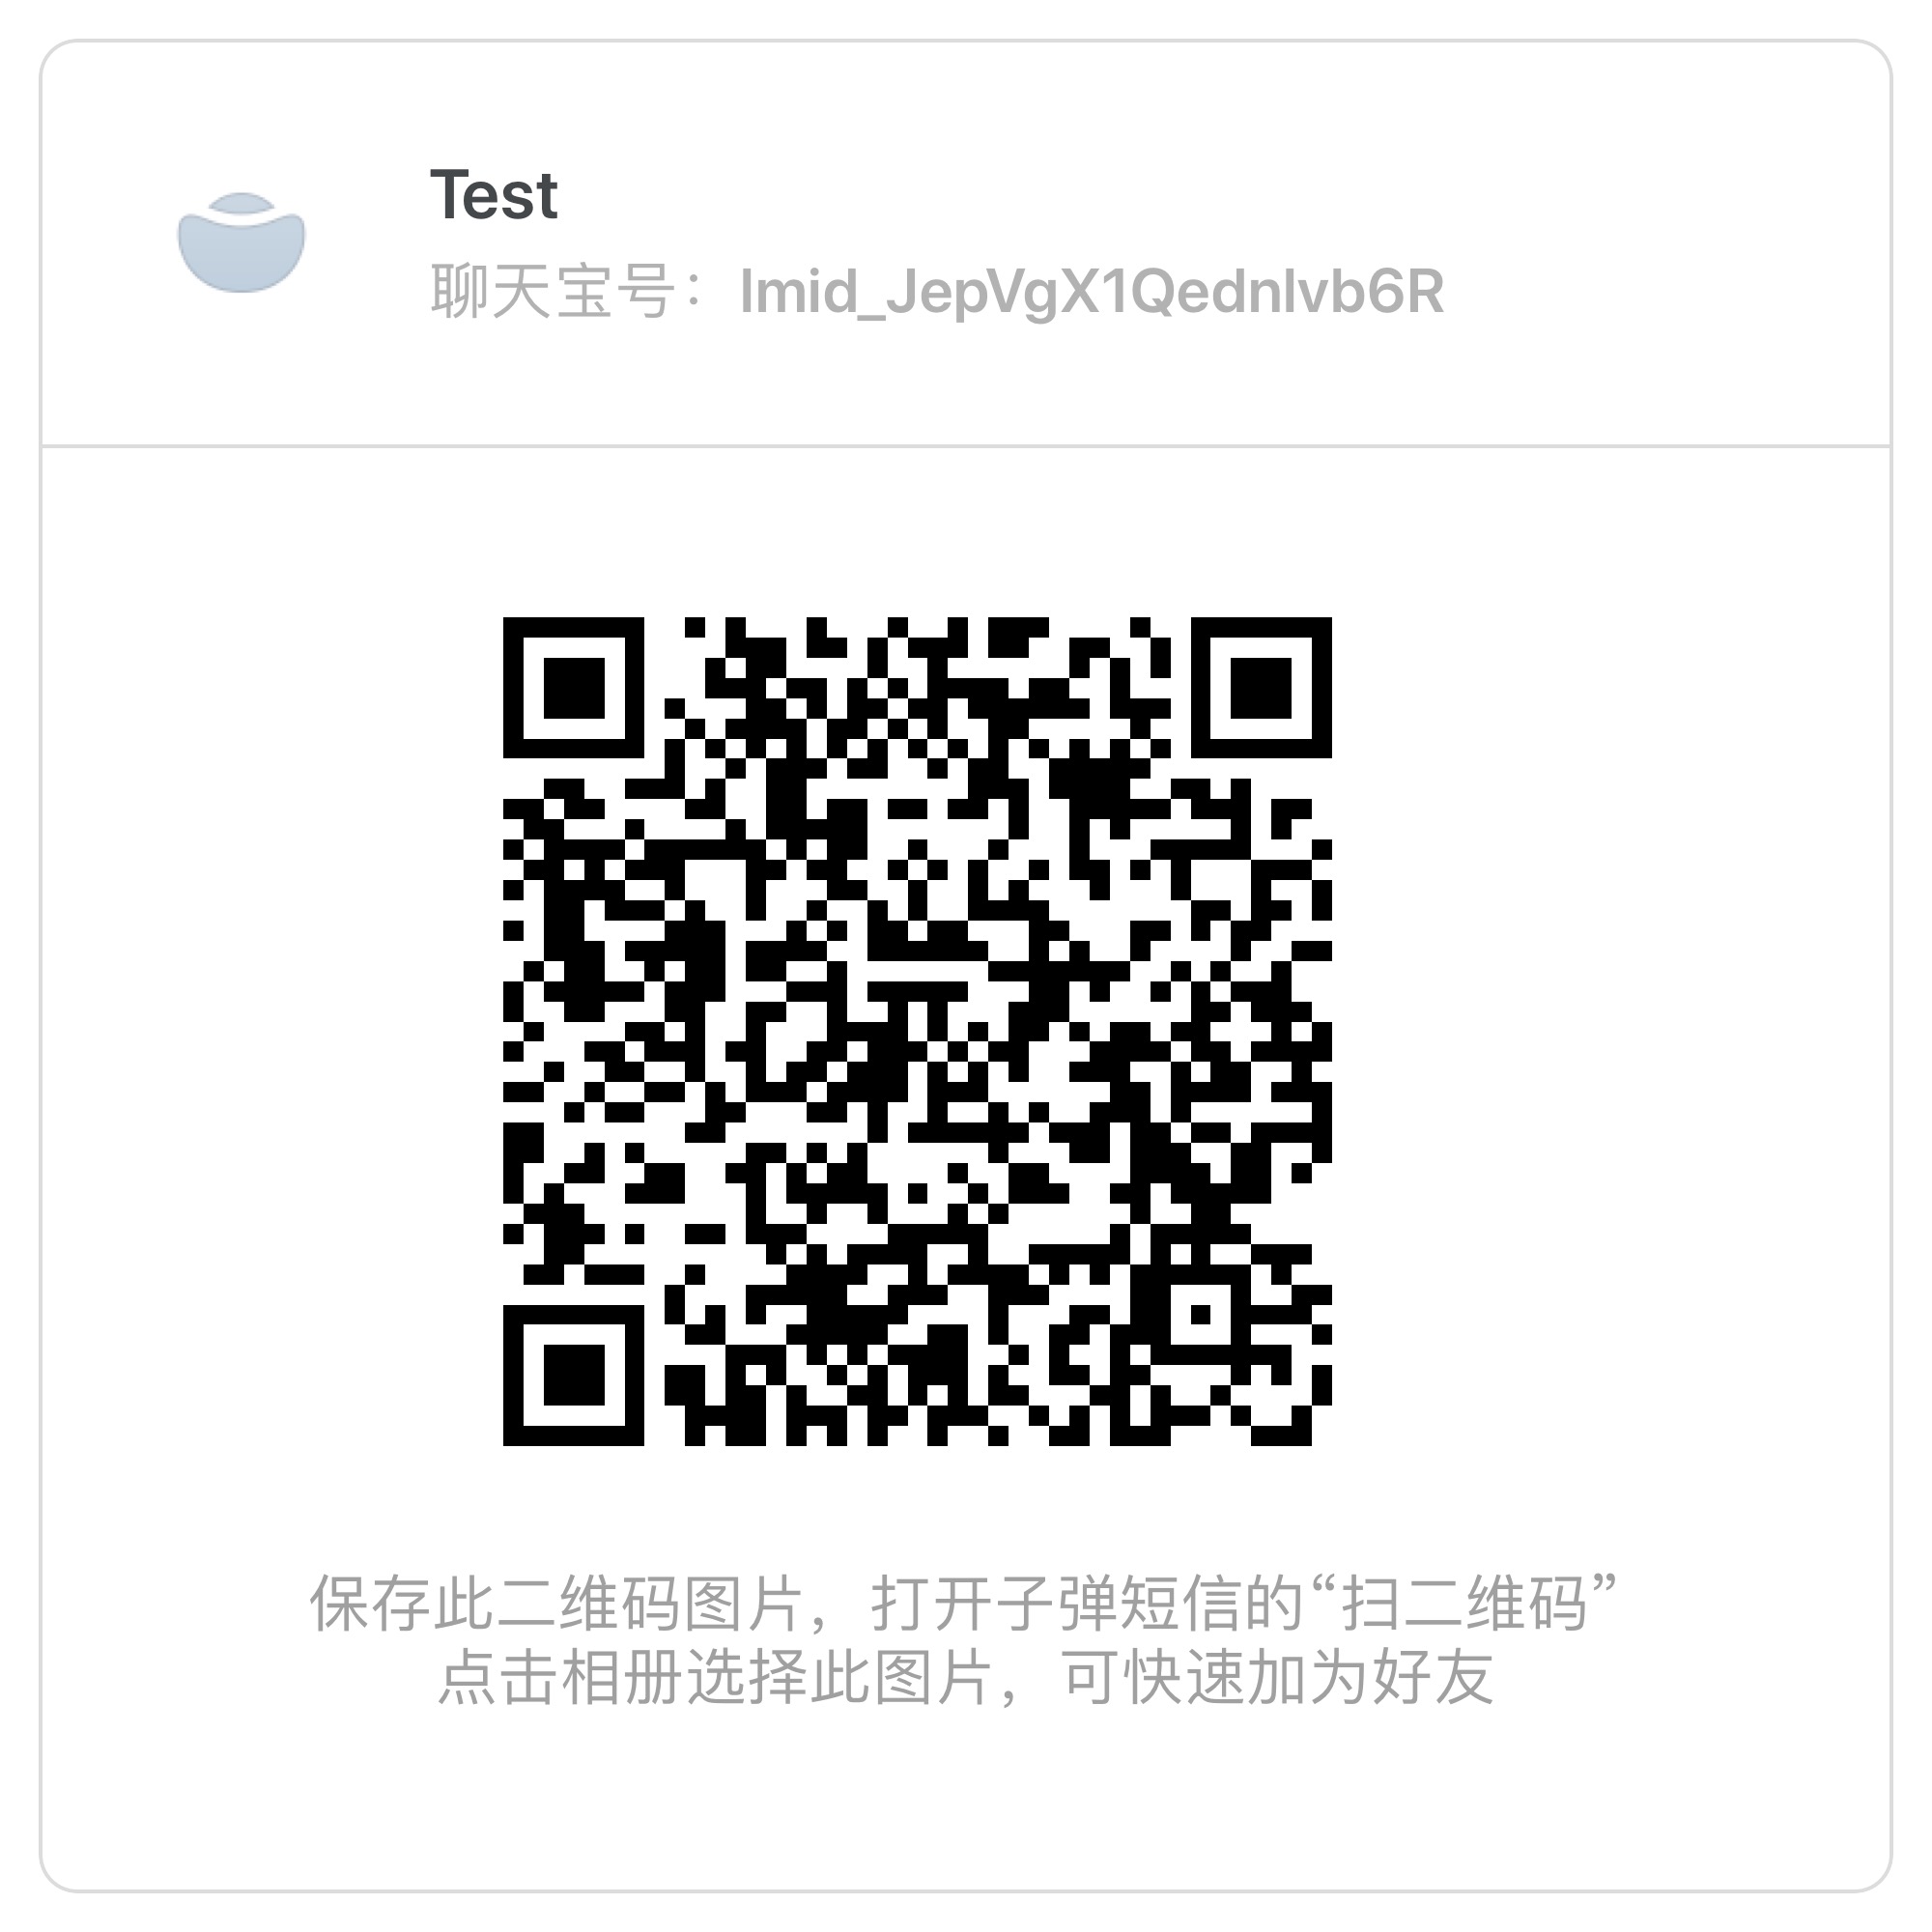 Test
聊天宝号：lmid_JepVgX1Qednlvb6R
保存此二维码图片，打开子弹短信的“扫二维码”
点击相册选择此图片，可快速加为好友